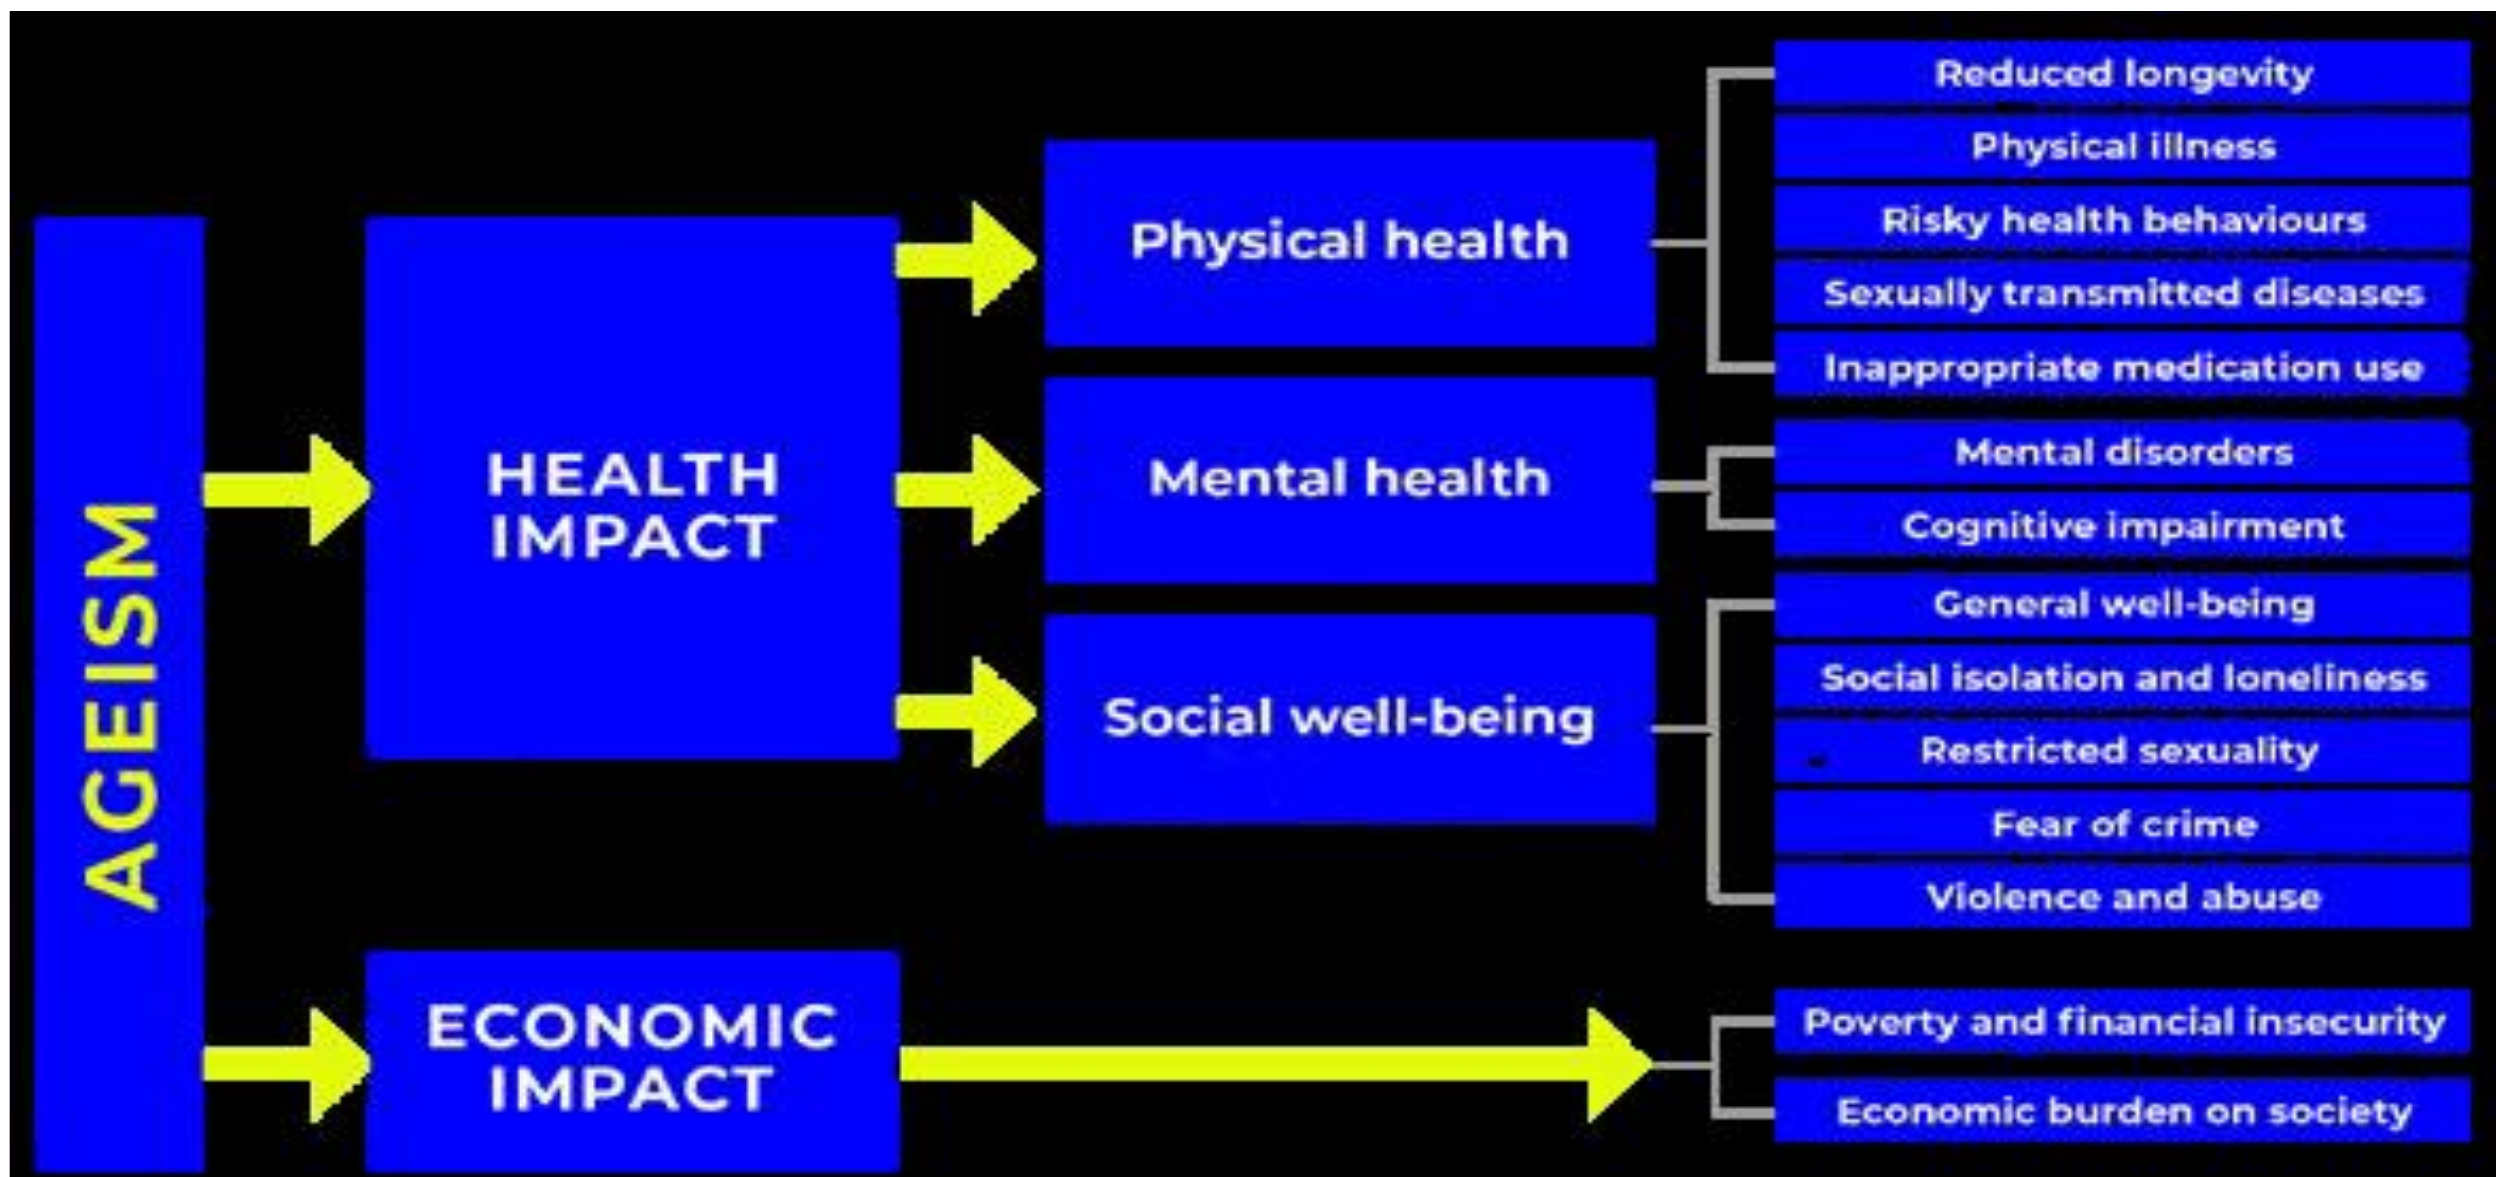 AGEISM
HEALTH
IMPACT
Physical health
Reduced longevity
Physical illness
Risky health behaviours
Sexually transmitted diseases
Inappropriate medication use
Mental health
Mental disorders
Cognitive impairment
Social well-being
General well-being
Social isolation and loneliness
Restricted sexuality
Fear of crime
Violence and abuse
ECONOMIC
IMPACT
Poverty and financial insecurity
Economic burden on society